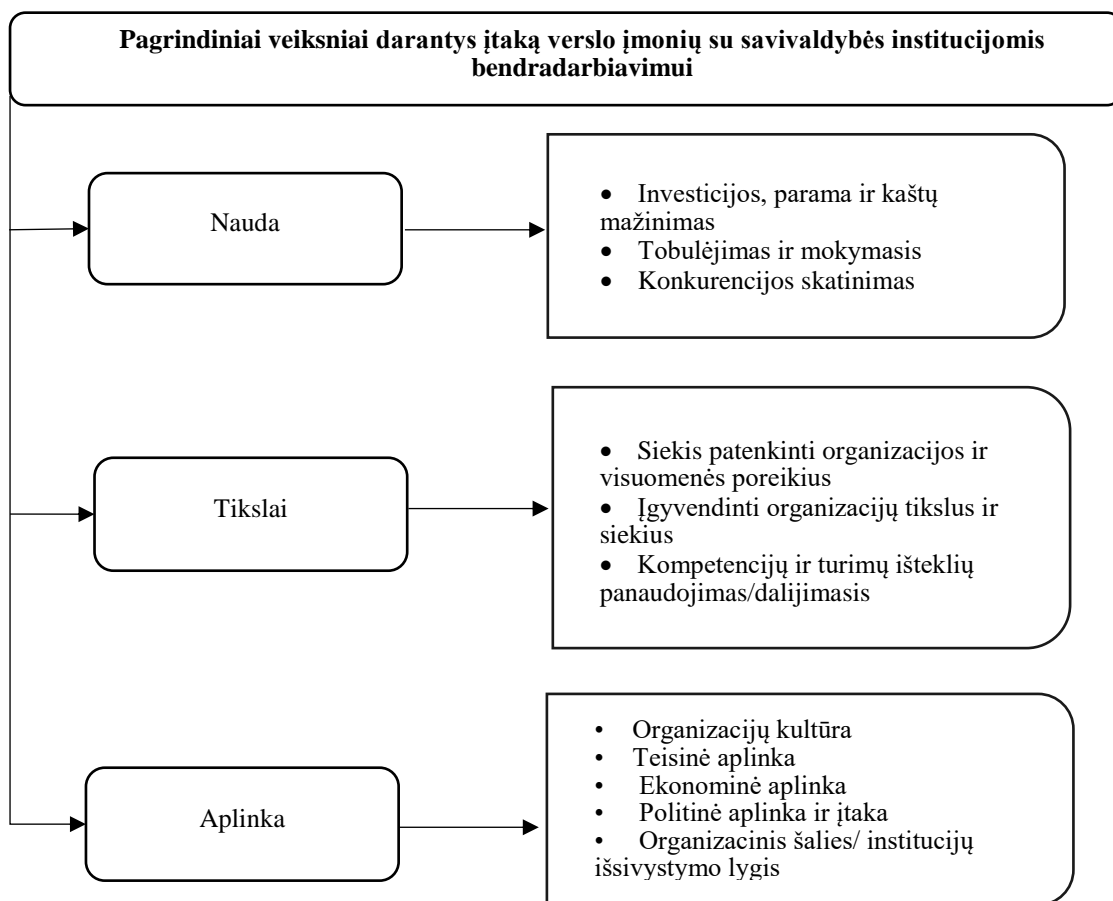 Pagrindiniai veiksniai darantys įtaką verslo įmonių su savivaldybės institucijomis
bendradarbiavimui
Nauda
• Investicijos, parama ir kaštų
mažinimas
• Tobulėjimas ir mokymasis
• Konkurencijos skatinimas
Tikslai
• Siekis patenkinti organizacijos ir
visuomenės poreikius
• Įgyvendinti organizacijų tikslus ir
siekius
• Kompetencijų ir turimų išteklių
panaudojimas/dalijimasis
Aplinka
• Organizacijų kultūra
• Teisinė aplinka
• Ekonominė aplinka
• Politinė aplinka ir įtaka
• Organizacinis šalies/ institucijų
išsivystymo lygis